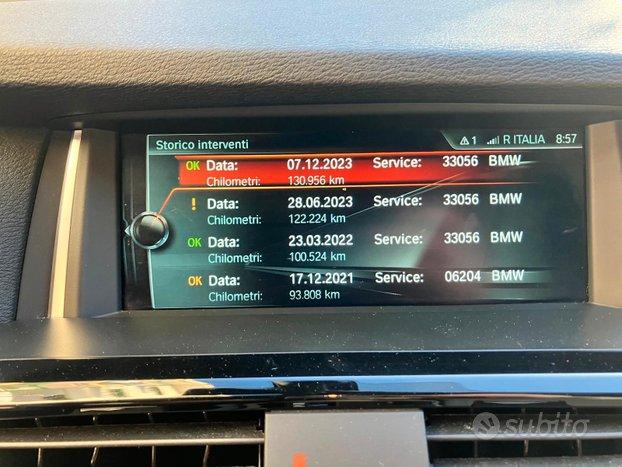 Storico interventi 1 R ITALIA 8:57
OK Data: 07.12.2023 Service: 33056 BMW
Chilometri: 130.956 km
! Data: 28.06.2023 Service: 33056 BMW
Chilometri: 122.224 km
OK Data: 23.03.2022 Service: 33056 BMW
Chilometri: 100.524 km
OK Data: 17.12.2021 Service: 06204 BMW
Chilometri: 93.808 km
subito